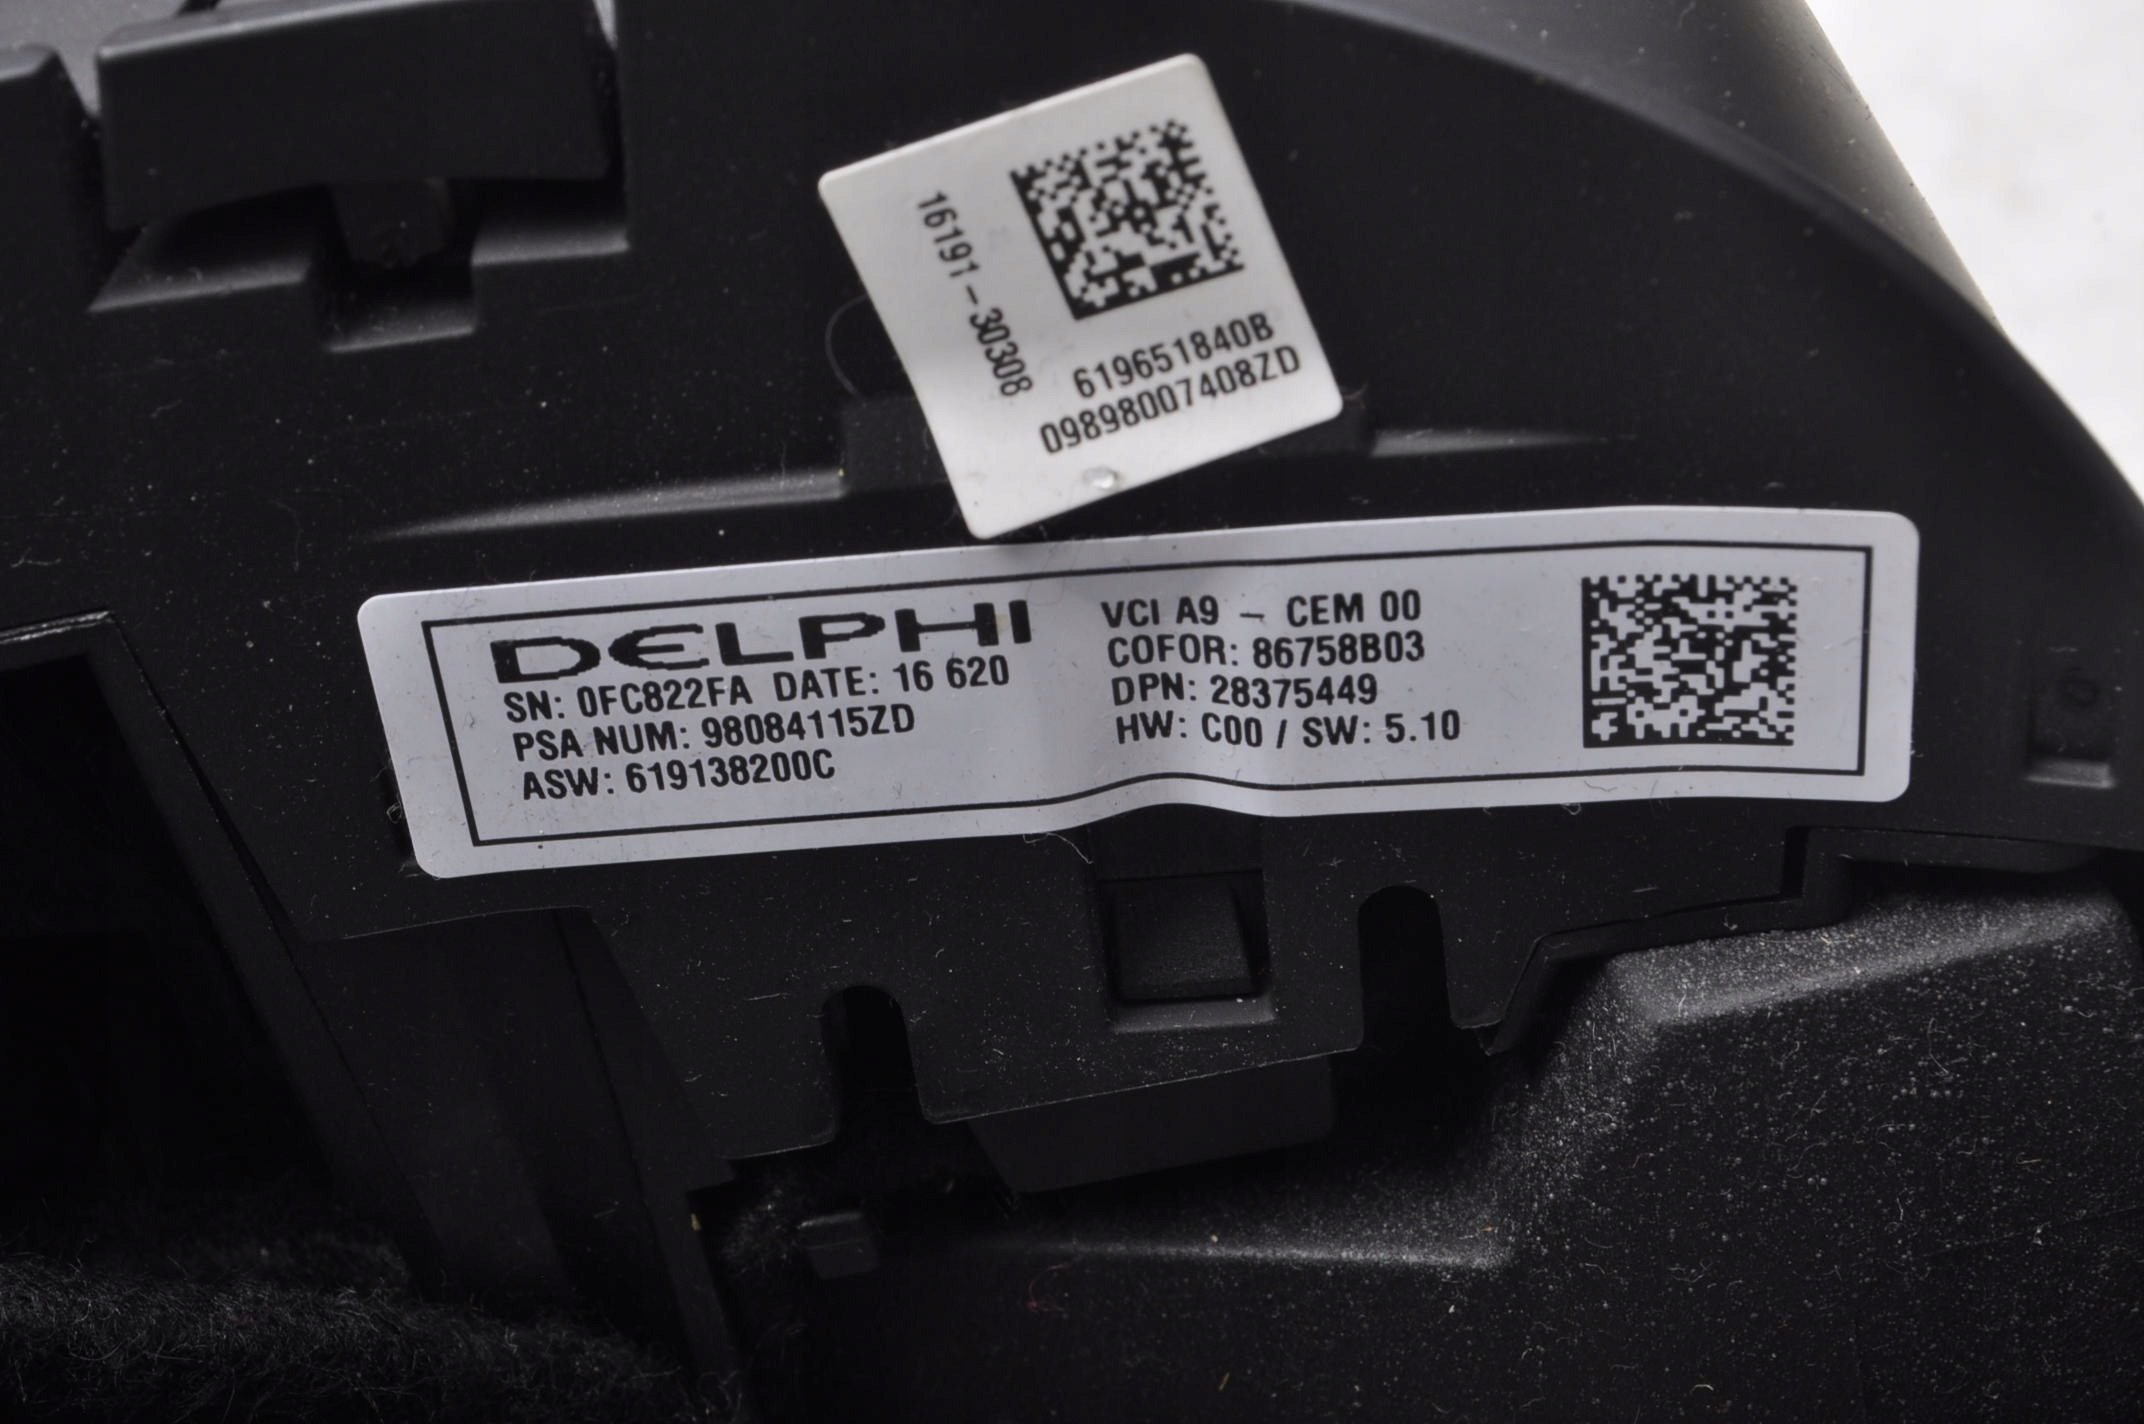 16191-30308
619651840B
09898007408ZD
DELPHI
SN: 0FC822FA DATE: 16 620
PSA NUM: 98084115ZD
ASW: 619138200C
VCI A9 - CEM 00
COFOR: 86758B03
DPN: 28375449
HW: C00 / SW: 5.10